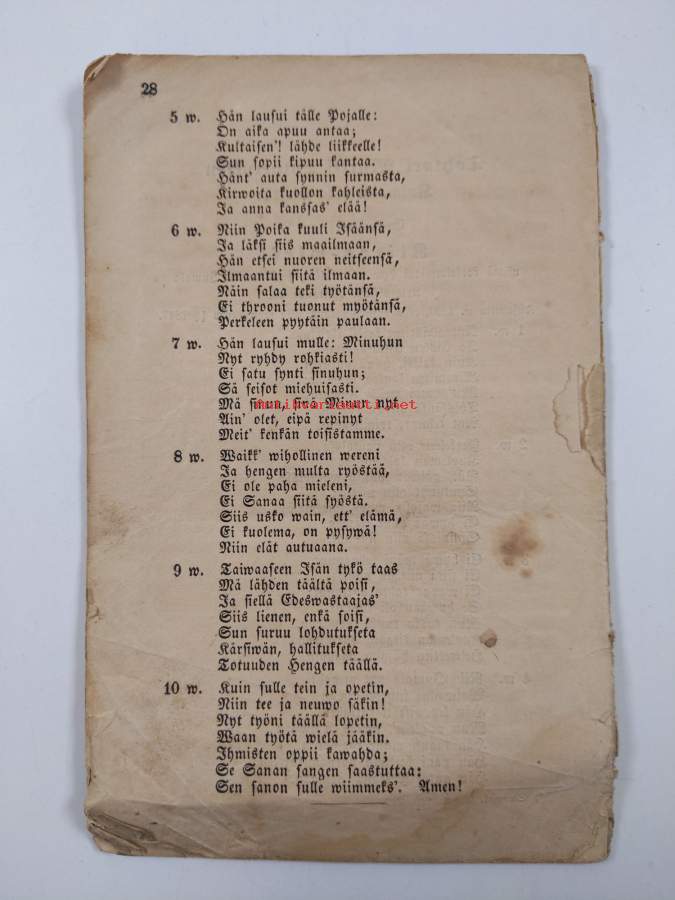 28
5 w. Hän lausui tälle Pojalle:
On aika apuu antaa;
Kultaisen'! lähde liikkeelle!
Sun sopii kipuu kantaa.
Hänt' auta synnin surmasta,
Kirwoita kuollon kahleista,
Ja anna kanssas' elää!
6 w. Niin Poika kuuli Isäänsä,
Ja läksi siis maailmaan,
Hän etsei nuoren neitseensä,
Ilmaantui siitä ilmaan.
Näin salaa teki työtänsä,
Ei throoni tuonut myötänsä,
Perkeleen pyytäin paulaan.
7 w. Hän lausui mulle: Minuhun
Nyt ryhdy rohkiasti!
Ei satu synti sinuhun;
Sä seisot miehuisasti.
Mä sinun, sinä Minun nyt
Ain' olet, eipä repinyt
Meit' kenkän toisistamme.
8 w. Waikk' wihollinen wereni
Ja hengen multa ryöstää,
Ei ole paha mieleni,
Ei Sanaa siitä syöstä.
Siis usko wain, ett' elämä,
Ei kuolema, on pysywä!
Niin elät autuaana.
9 w. Taiwaaseen Isän tykö taas
Mä lähden täältä poisi,
Ja siellä Edeswastaajas'
Siis lienen, enkä soisi,
Sun suruu lohdutukseta
Kärsiwän, hallitukseta
Totuuden Hengen täällä.
10 w. Kuin sulle tein ja opetin,
Niin tee ja neuwo säkin!
Nyt työni täällä lopetin,
Waan työtä wielä jääkin.
Ihmisten oppii kawahda;
Se Sanan sangen saastuttaa:
Sen sanon sulle wiimmeks'. Amen!